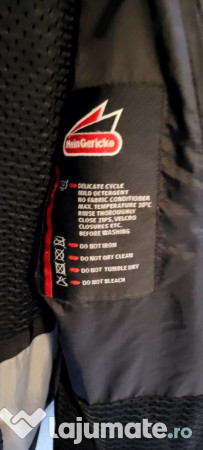 HeinGericke
DELICATE CYCLE
MILD DETERGENT
NO FABRIC CONDITIONER
MAX. TEMPERATURE 30°C
RINSE THOROUGHLY
CLOSE ZIPS, VELCRO
CLOSURES ETC.
BEFORE WASHING
DO NOT IRON
DO NOT DRY CLEAN
DO NOT TUMBLE DRY
DO NOT BLEACH
Lajumate.ro